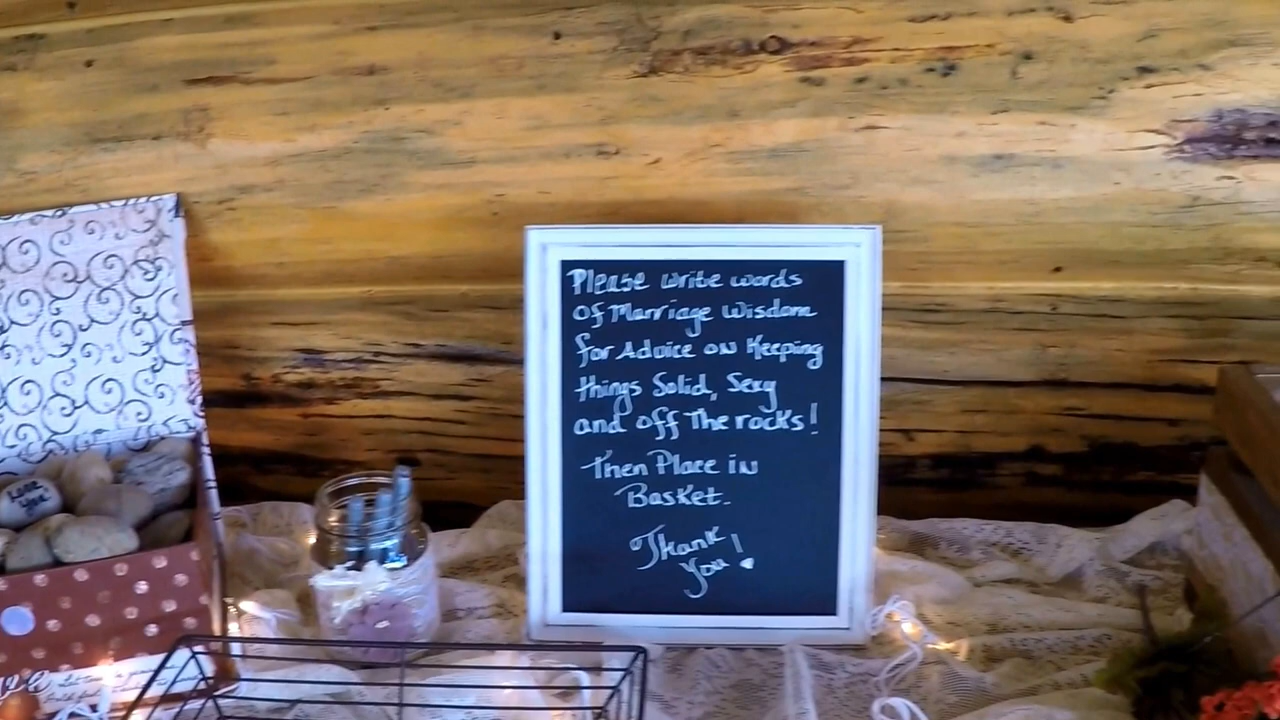 Please write words
of Marriage Wisdom
for Advice on Keeping
things Solid, Sexy
and off The rocks!
Then Place in
Basket.
Thank
You!
Love
you